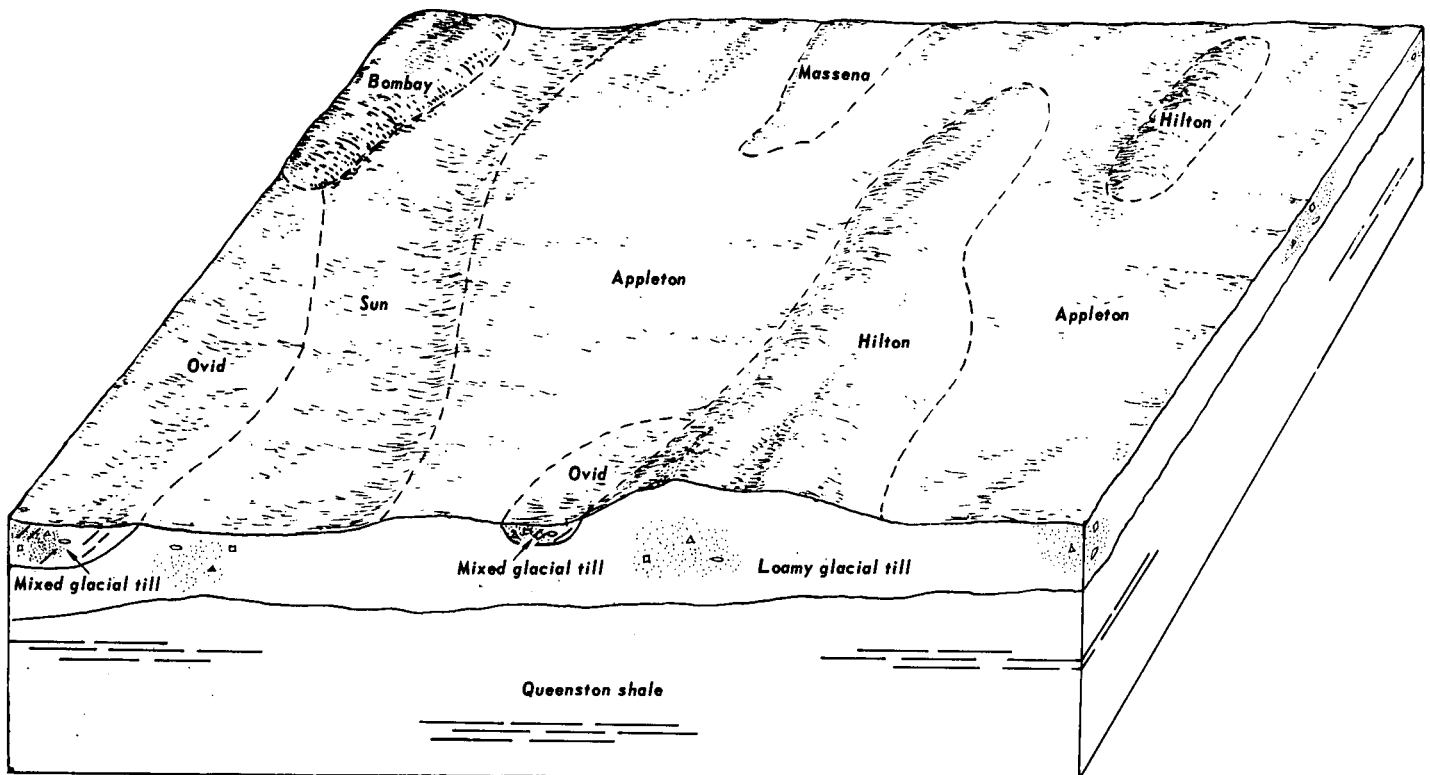 Bombay
Massena
Hilton
Sun
Appleton
Appleton
Hilton
Ovid
Ovid
Mixed glacial till
Mixed glacial till
Loamy glacial till
Queenston shale